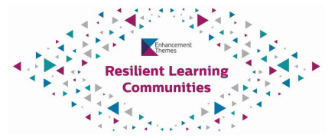 Enhancement
Themes
Resilient Learning
Communities